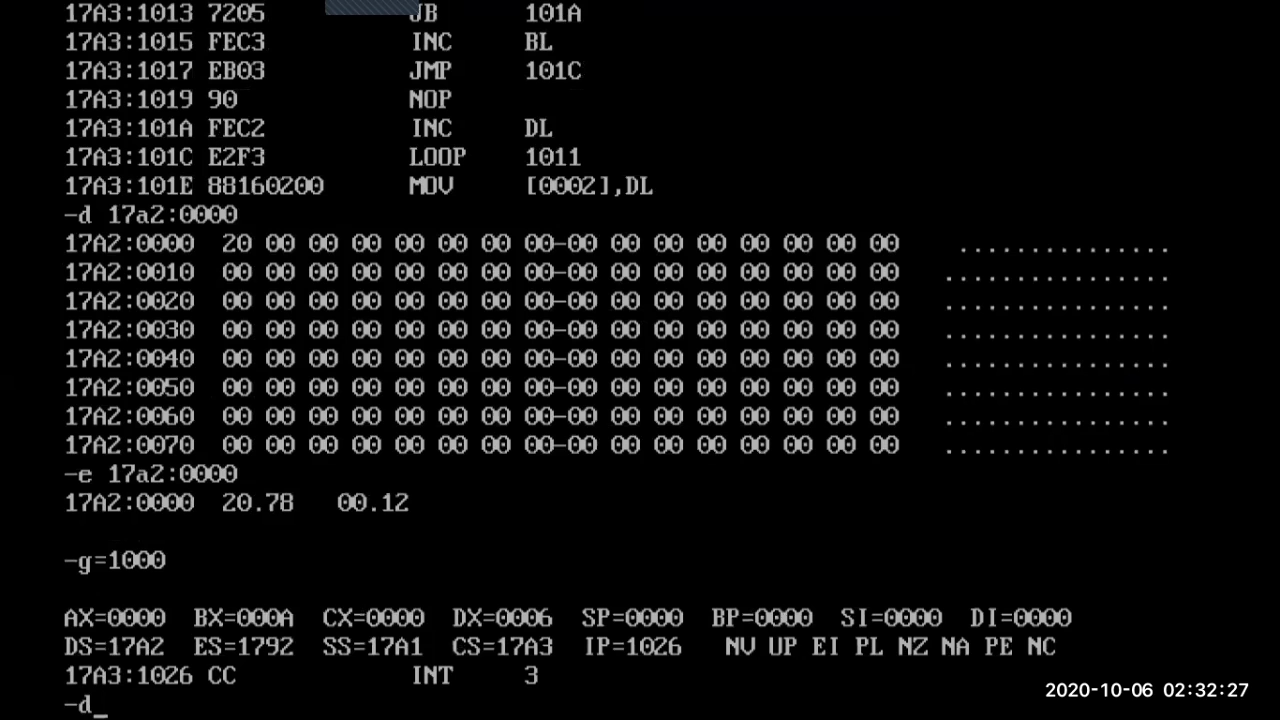 17A3:1013 7205 JB 101A
17A3:1015 FEC3 INC BL
17A3:1017 EB03 JMP 101C
17A3:1019 90 NOP
17A3:101A FEC2 INC DL
17A3:101C E2F3 LOOP 1011
17A3:101E 88160200 MOV [0002],DL
-d 17a2:0000
17A2:0000 20 00 00 00 00 00 00 00-00 00 00 00 00 00 00 00 ...............
17A2:0010 00 00 00 00 00 00 00 00-00 00 00 00 00 00 00 00 ................
17A2:0020 00 00 00 00 00 00 00 00-00 00 00 00 00 00 00 00 ................
17A2:0030 00 00 00 00 00 00 00 00-00 00 00 00 00 00 00 00 ................
17A2:0040 00 00 00 00 00 00 00 00-00 00 00 00 00 00 00 00 ................
17A2:0050 00 00 00 00 00 00 00 00-00 00 00 00 00 00 00 00 ................
17A2:0060 00 00 00 00 00 00 00 00-00 00 00 00 00 00 00 00 ................
17A2:0070 00 00 00 00 00 00 00 00-00 00 00 00 00 00 00 00 ................
-e 17a2:0000
17A2:0000 20.78 00.12
-g=1000
AX=0000 BX=000A CX=0000 DX=0006 SP=0000 BP=0000 SI=0000 DI=0000
DS=17A2 ES=1792 SS=17A1 CS=17A3 IP=1026 NV UP EI PL NZ NA PE NC
17A3:1026 CC INT 3
-d_
2020-10-06 02:32:27